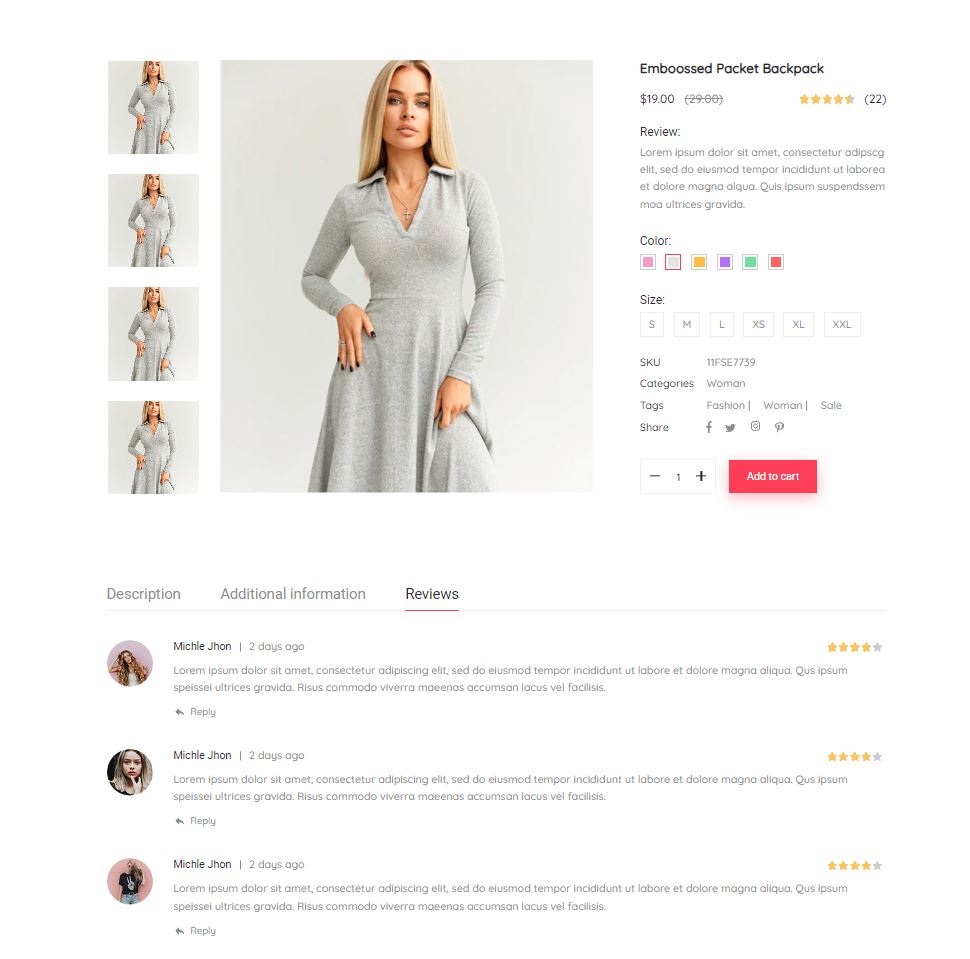 Emboossed Packet Backpack
$19.00 (29.00) (22)
Review:
Lorem ipsum dolor sit amet, consectetur adipscg
elit, sed do eiusmod tempor incididunt ut laborea
et dolore magna alqua. Quis ipsum suspendssem
moa ultrices gravida.
Color:
Size:
S M L XS XL XXL
SKU 11FSE7739
Categories Woman
Tags Fashion | Woman | Sale
Share
− 1 + Add to cart
Description Additional information Reviews
Michle Jhon | 2 days ago
Lorem ipsum dolor sit amet, consectetur adipiscing elit, sed do eiusmod tempor incididunt ut labore et dolore magna aliqua. Qus ipsum
speissei ultrices gravida. Risus commodo viverra maeenas accumsan lacus vel facilisis.
Reply
Michle Jhon | 2 days ago
Lorem ipsum dolor sit amet, consectetur adipiscing elit, sed do eiusmod tempor incididunt ut labore et dolore magna aliqua. Qus ipsum
speissei ultrices gravida. Risus commodo viverra maeenas accumsan lacus vel facilisis.
Reply
Michle Jhon | 2 days ago
Lorem ipsum dolor sit amet, consectetur adipiscing elit, sed do eiusmod tempor incididunt ut labore et dolore magna aliqua. Qus ipsum
speissei ultrices gravida. Risus commodo viverra maeenas accumsan lacus vel facilisis.
Reply